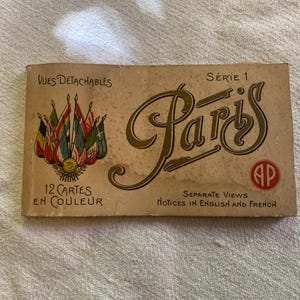 VUES DÉTACHABLES
SÉRIE 1
Paris
12 CARTES
EN COULEUR
AP
SEPARATE VIEWS
NOTICES IN ENGLISH AND FRENCH